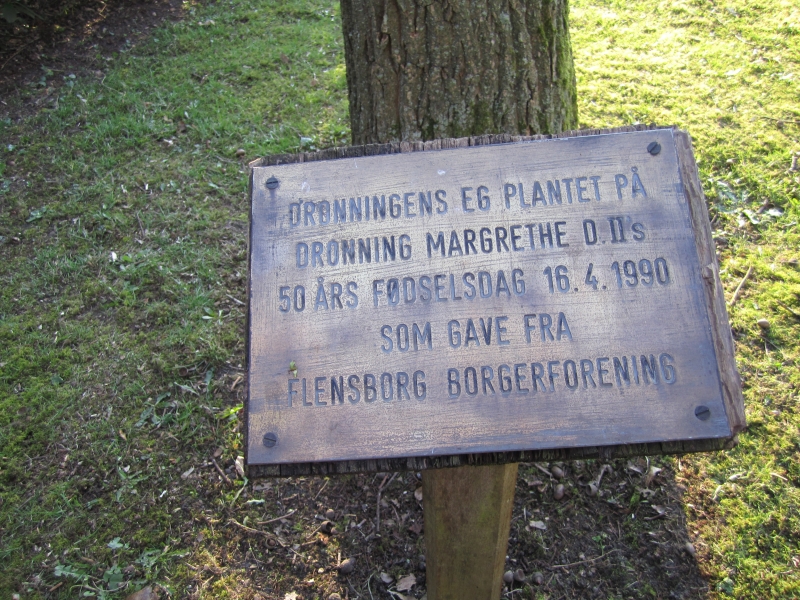 DRONNINGENS EG PLANTET PÅ
DRONNING MARGRETHE D.II's
50 ÅRS FØDSELSDAG 16.4.1990
SOM GAVE FRA
FLENSBORG BORGERFORENING